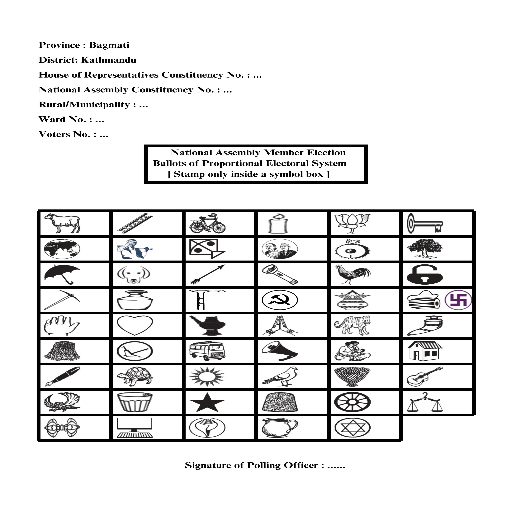 Province : Bagmati
District: Kathmandu
House of Representatives Constituency No. : ...
National Assembly Constituency No. : ...
Rural/Municipality : ...
Ward No. : ...
Voters No. : ...
National Assembly Member Election
Ballots of Proportional Electoral System
[ Stamp only inside a symbol box ]
Signature of Polling Officer : ......